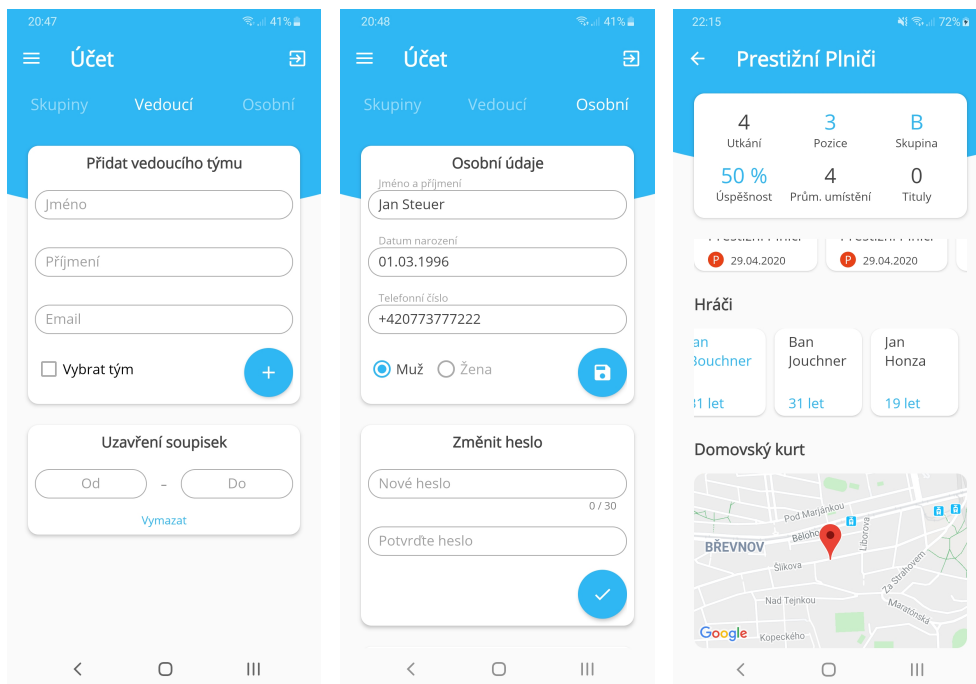 20:47
41%
Účet
Skupiny Vedoucí Osobní
Přidat vedoucího týmu
Jméno
Příjmení
Email
Vybrat tým
Uzavření soupisek
Od - Do
Vymazat
20:48
41%
Účet
Skupiny Vedoucí Osobní
Osobní údaje
Jméno a příjmení
Jan Steuer
Datum narození
01.03.1996
Telefonní číslo
+420773777222
Muž Žena
Změnit heslo
Nové heslo
0 / 30
Potvrďte heslo
22:15
72%
Prestižní Plniči
4 3 B
Utkání Pozice Skupina
50 % 4 0
Úspěšnost Prům. umístění Tituly
P 29.04.2020 P 29.04.2020
Hráči
an Ban Jan
Bouchner Jouchner Honza
31 let 31 let 19 let
Domovský kurt
Pod Marjánkou
Běloho
Liborova
BŘEVNOV
Šlikova
Za Strahovem
Nad Tejnkou
Maratónská
Google
Kopeckého